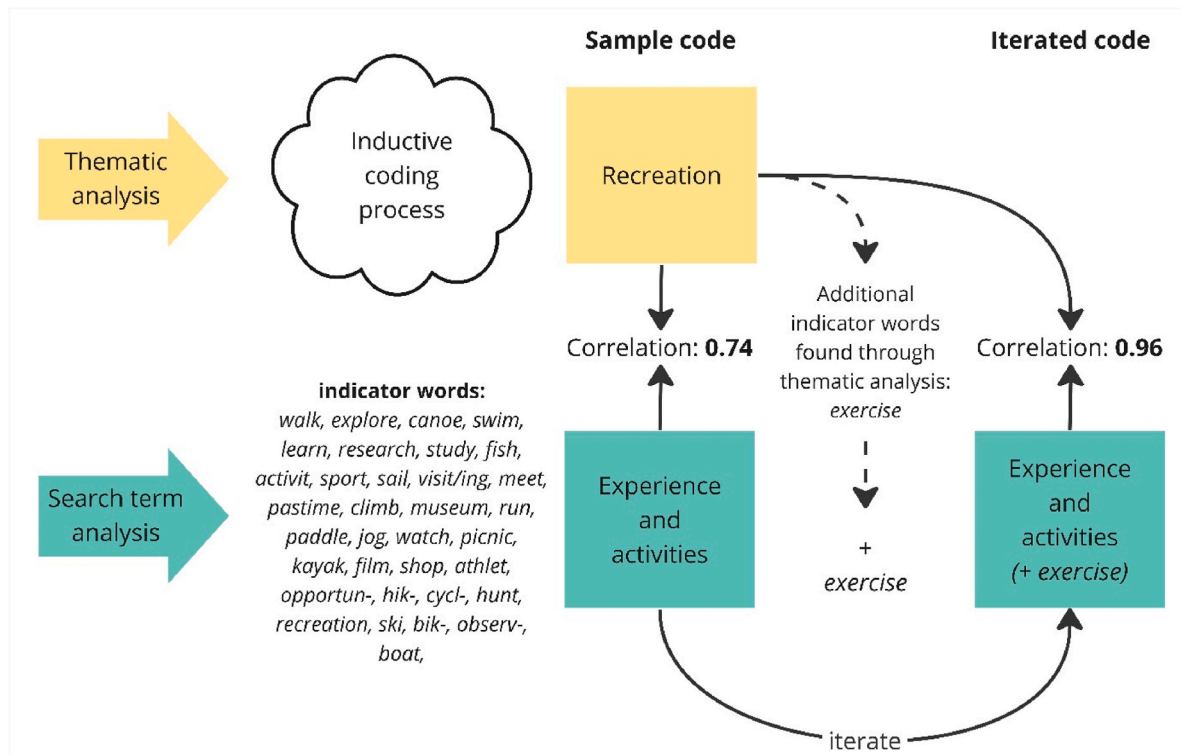 Sample code
Iterated code
Thematic
analysis
Inductive
coding
process
Recreation
Additional
indicator words
found through
thematic analysis:
exercise
Correlation: 0.74
Correlation: 0.96
Search term
analysis
indicator words:
walk, explore, canoe, swim,
learn, research, study, fish,
activit, sport, sail, visit/ing, meet,
pastime, climb, museum, run,
paddle, jog, watch, picnic,
kayak, film, shop, athlet,
opportun-, hik-, cycl-, hunt,
recreation, ski, bik-, observ-,
boat,
Experience
and
activities
+
exercise
Experience
and
activities
(+ exercise)
iterate